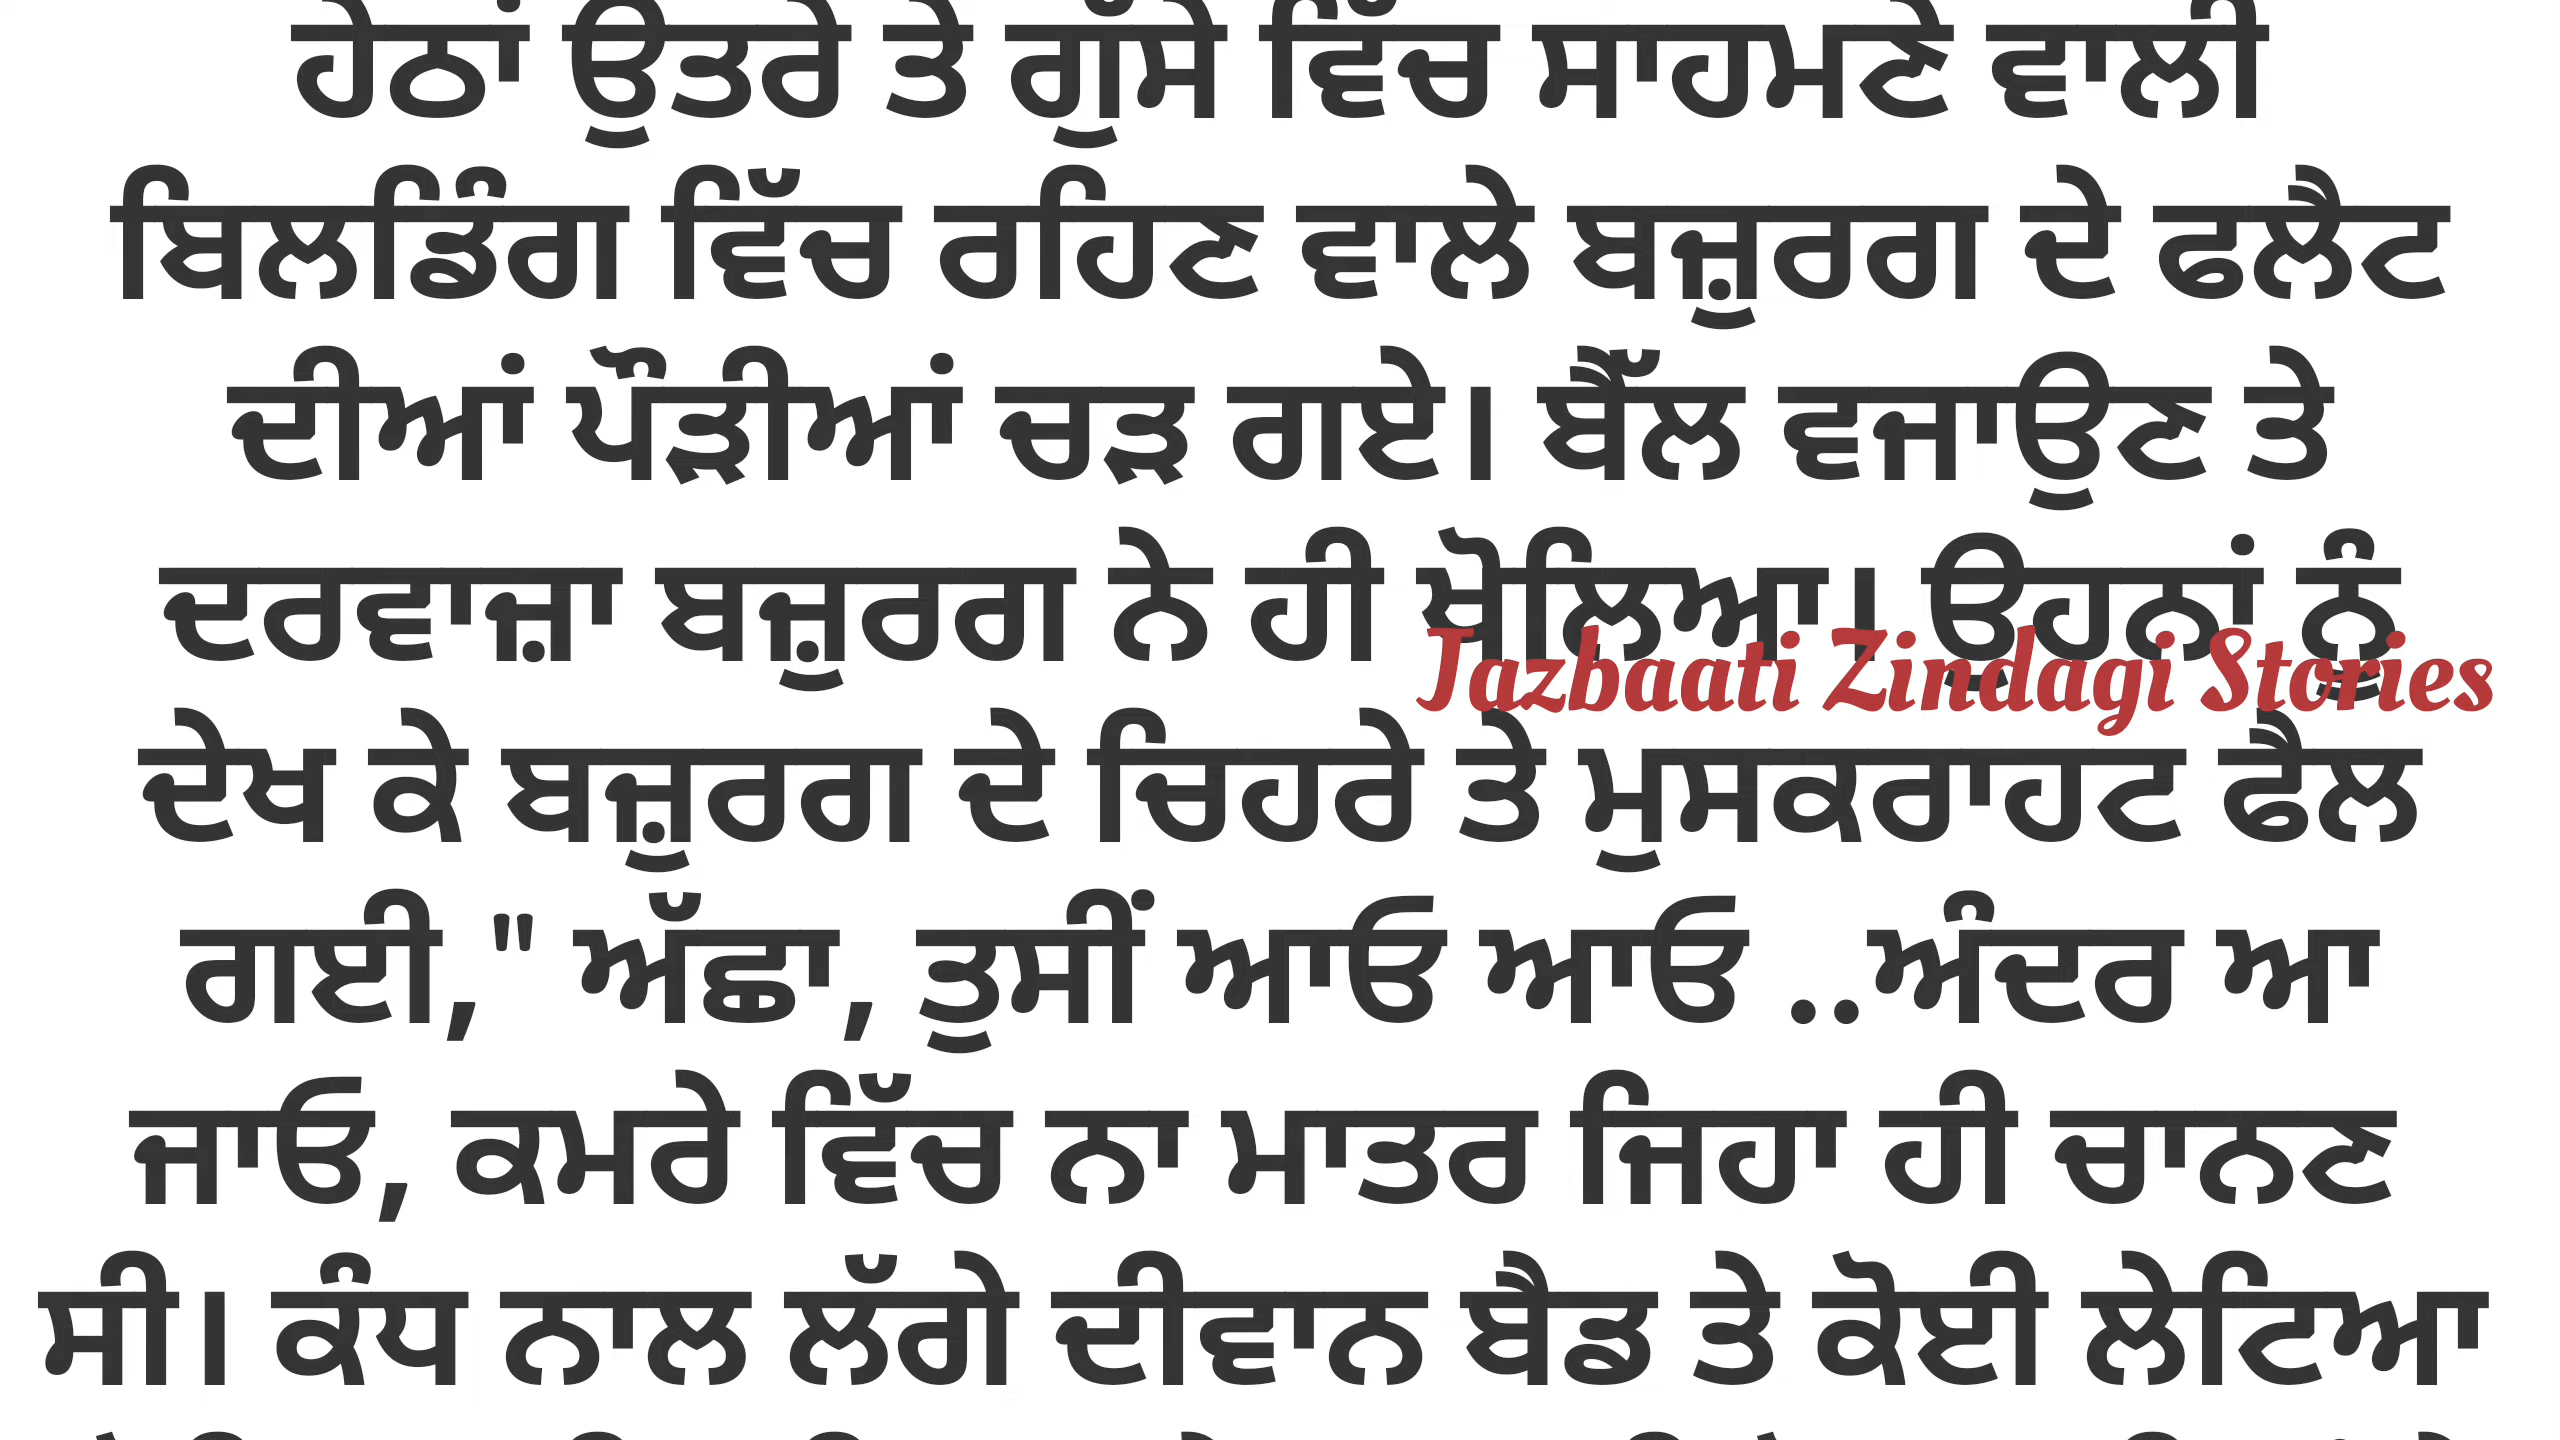 ਹੇਠਾਂ ਉਤਰੇ ਤੇ ਗੁੱਸੇ ਵਿੱਚ ਸਾਹਮਣੇ ਵਾਲੀ
ਬਿਲਡਿੰਗ ਵਿੱਚ ਰਹਿਣ ਵਾਲੇ ਬਜ਼ੁਰਗ ਦੇ ਫਲੈਟ
ਦੀਆਂ ਪੌੜੀਆਂ ਚੜ ਗਏ। ਬੈੱਲ ਵਜਾਉਣ ਤੇ
ਦਰਵਾਜ਼ਾ ਬਜ਼ੁਰਗ ਨੇ ਹੀ ਖੋਲਿਆ। ਉਹਨਾਂ ਨੂੰ
Jazbaati Zindagi Stories
ਦੇਖ ਕੇ ਬਜ਼ੁਰਗ ਦੇ ਚਿਹਰੇ ਤੇ ਮੁਸਕਰਾਹਟ ਫੈਲ
ਗਈ," ਅੱਛਾ, ਤੁਸੀਂ ਆਓ ਆਓ ..ਅੰਦਰ ਆ
ਜਾਓ, ਕਮਰੇ ਵਿੱਚ ਨਾ ਮਾਤਰ ਜਿਹਾ ਹੀ ਚਾਨਣ
ਸੀ। ਕੰਧ ਨਾਲ ਲੱਗੇ ਦੀਵਾਨ ਬੈਡ ਤੇ ਕੋਈ ਲੇਟਿਆ